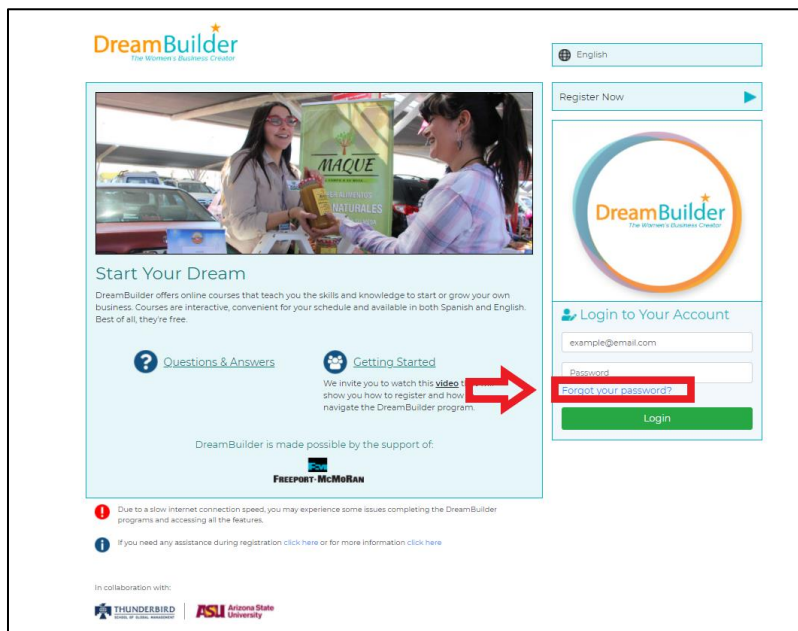 DreamBuilder
The Women's Business Creator
English
Register Now
MAQUE
NATURALES
DreamBuilder
The Women's Business Creator
Start Your Dream
DreamBuilder offers online courses that teach you the skills and knowledge to start or grow your own
business. Courses are interactive, convenient for your schedule and available in both Spanish and English.
Best of all, they're free.
Questions & Answers
Getting Started
We invite you to watch this video
show you how to register and how
navigate the DreamBuilder program.
DreamBuilder is made possible by the support of:
FCX
FREEPORT-McMoRAN
Login to Your Account
example@email.com
Password
Forgot your password?
Login
Due to a slow internet connection speed, you may experience some issues completing the DreamBuilder
programs and accessing all the features.
If you need any assistance during registration click here or for more information click here
In collaboration with:
THUNDERBIRD
SCHOOL OF GLOBAL MANAGEMENT
ASU Arizona State
University